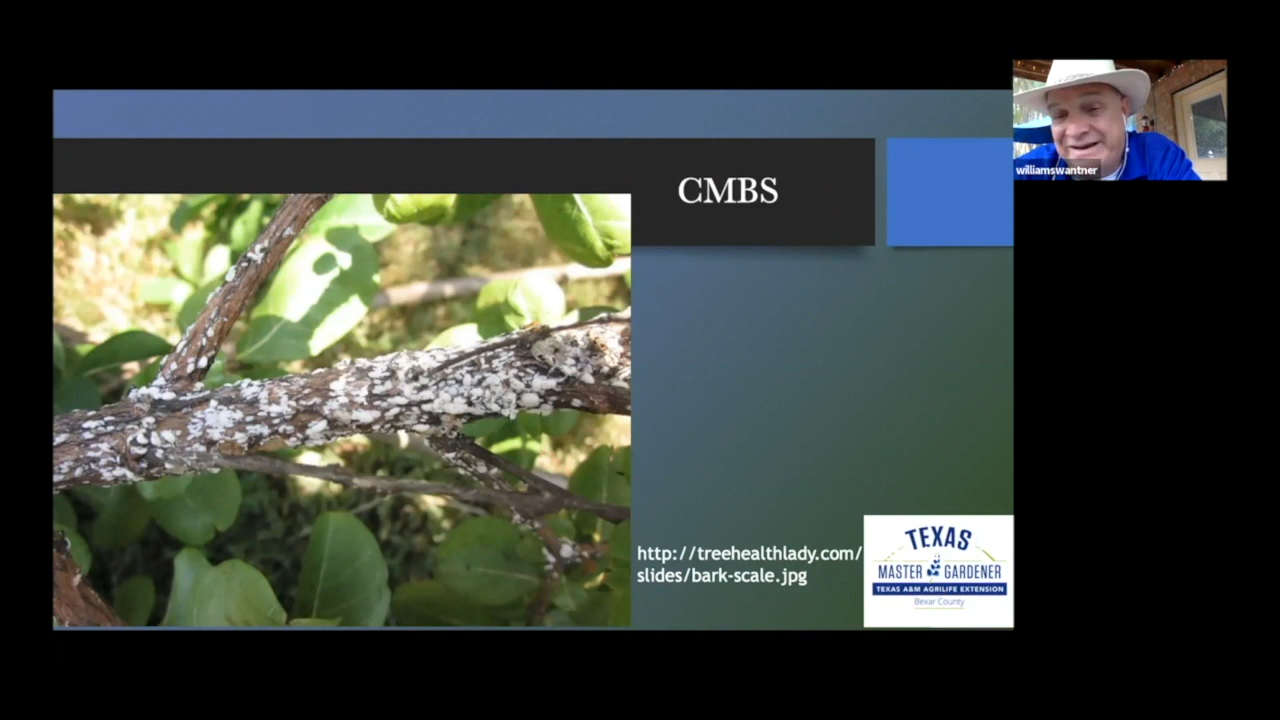 CMBS
williamswantner
http://treehealthlady.com/
slides/bark-scale.jpg
TEXAS
MASTER GARDENER
TEXAS A&M AGRILIFE EXTENSION
Bexar County